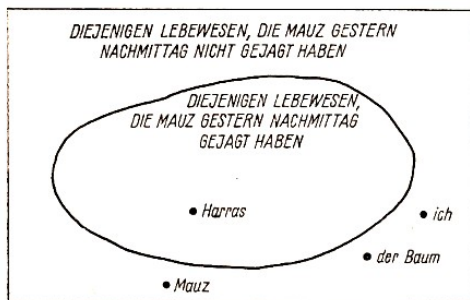 DIEJENIGEN LEBEWESEN, DIE MAUZ GESTERN
NACHMITTAG NICHT GEJAGT HABEN
DIEJENIGEN LEBEWESEN,
DIE MAUZ GESTERN NACHMITTAG
GEJAGT HABEN
Harras
ich
der Baum
Mauz